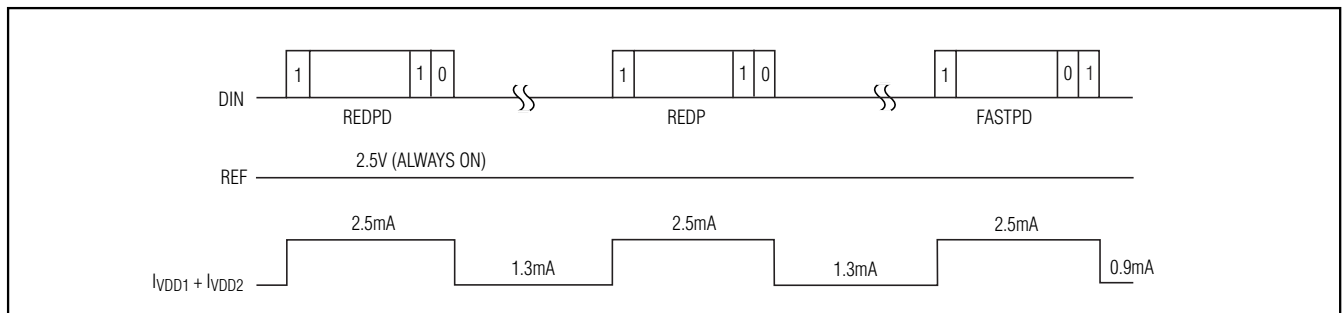 1 1 0 1 1 0 1 0 1
DIN
REDPD REDP FASTPD
2.5V (ALWAYS ON)
REF
2.5mA 2.5mA 2.5mA
1.3mA 1.3mA 0.9mA
IVDD1 + IVDD2